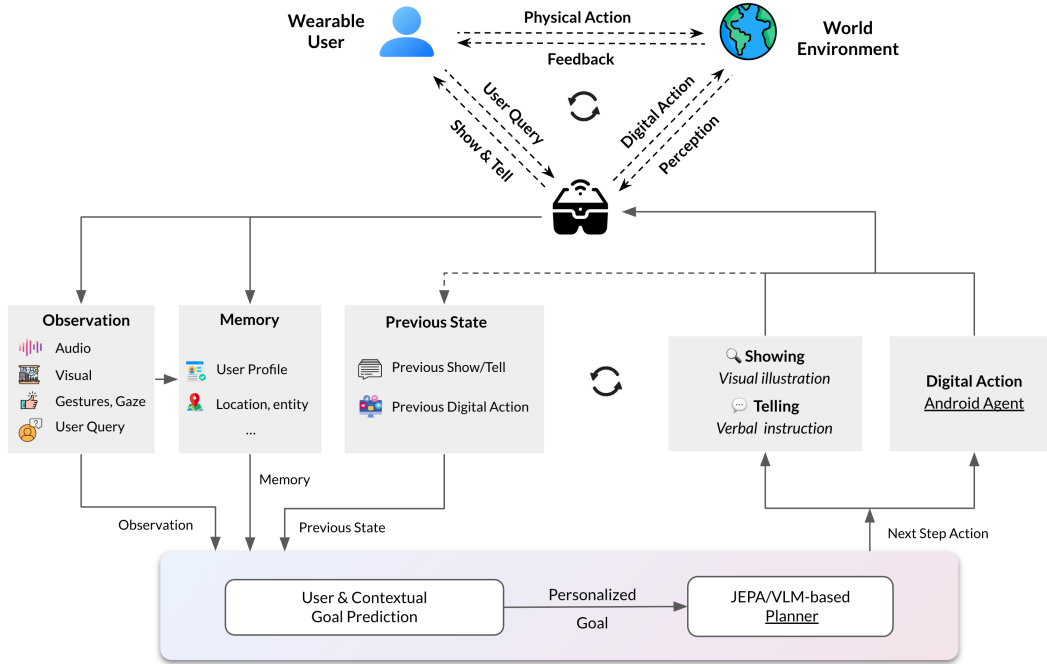 Wearable
User
Physical Action
Feedback
World
Environment
User Query
Show & Tell
Digital Action
Perception
Observation
Audio
Visual
Gestures, Gaze
User Query
Memory
User Profile
Location, entity
...
Previous State
Previous Show/Tell
Previous Digital Action
Showing
Visual illustration
Telling
Verbal instruction
Digital Action
Android Agent
Observation
Memory
Previous State
Next Step Action
User & Contextual
Goal Prediction
Personalized
Goal
JEPA/VLM-based
Planner